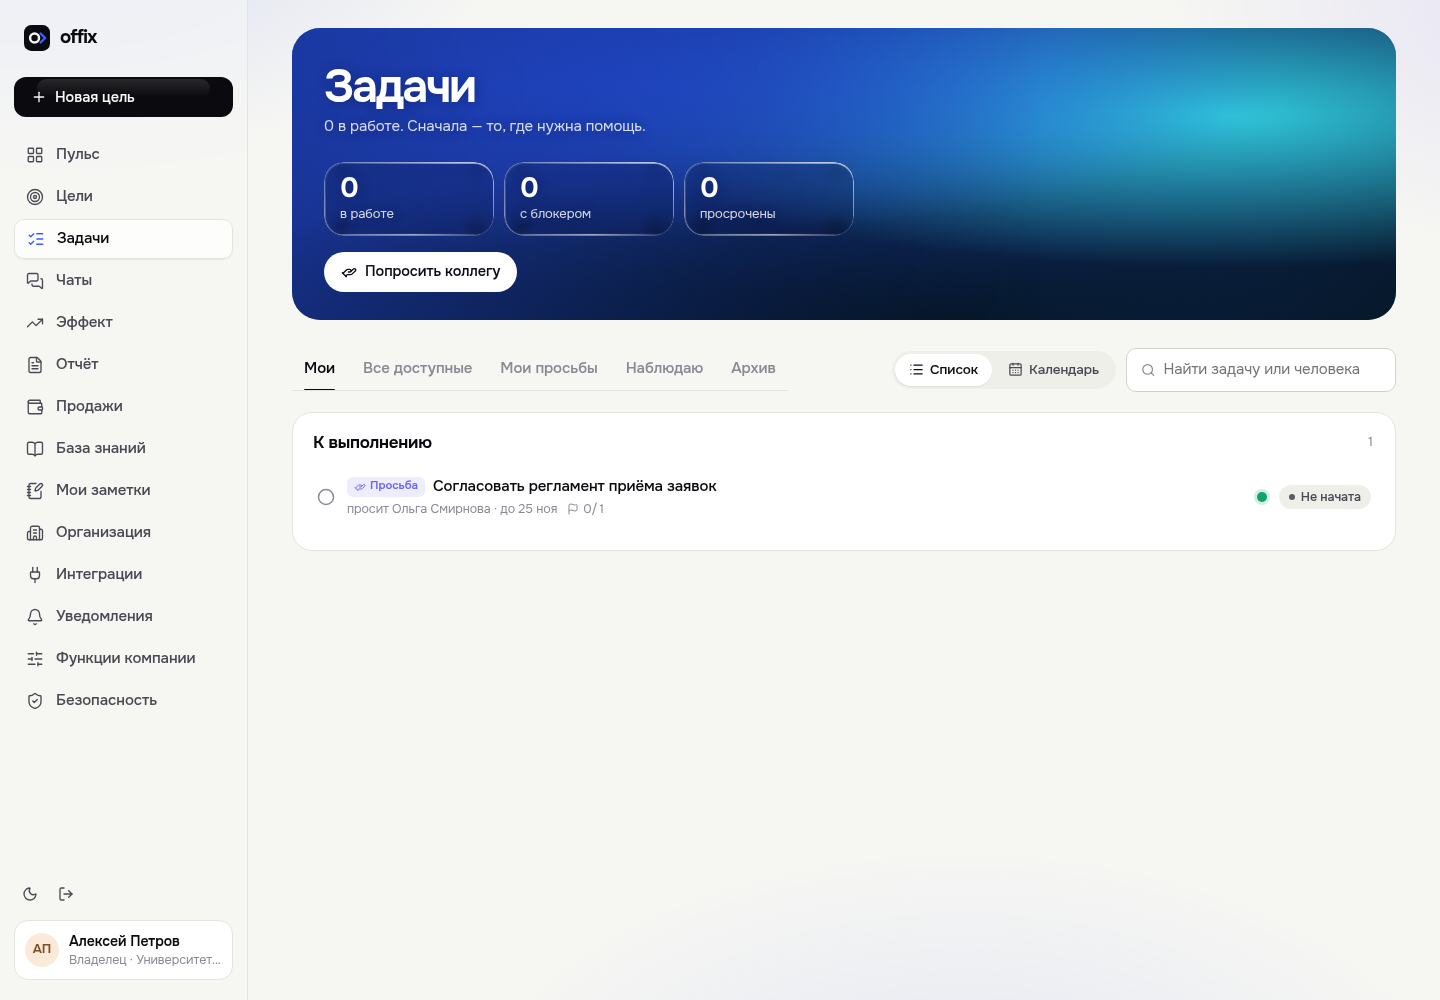 offix
Новая цель
Пульс
Цели
Задачи
Чаты
Эффект
Отчёт
Продажи
База знаний
Мои заметки
Организация
Интеграции
Уведомления
Функции компании
Безопасность
АП
Алексей Петров
Владелец · Университет...
Задачи
0 в работе. Сначала — то, где нужна помощь.
0
в работе
0
с блокером
0
просрочены
Попросить коллегу
Мои Все доступные Мои просьбы Наблюдаю Архив
Список Календарь
Найти задачу или человека
К выполнению 1
Просьба Согласовать регламент приёма заявок
просит Ольга Смирнова · до 25 ноя 0/1
Не начата